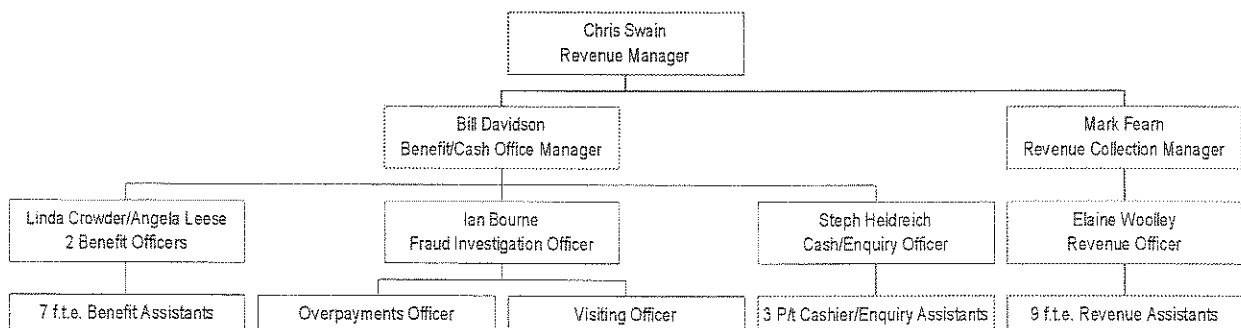 Chris Swain
Revenue Manager
Bill Davidson
Benefit/Cash Office Manager
Mark Fearn
Revenue Collection Manager
Linda Crowder/Angela Leese
2 Benefit Officers
Ian Bourne
Fraud Investigation Officer
Steph Heldreich
Cash/Enquiry Officer
Elaine Woolley
Revenue Officer
7 f.t.e. Benefit Assistants
Overpayments Officer
Visiting Officer
3 P/t Cashier/Enquiry Assistants
9 f.t.e. Revenue Assistants